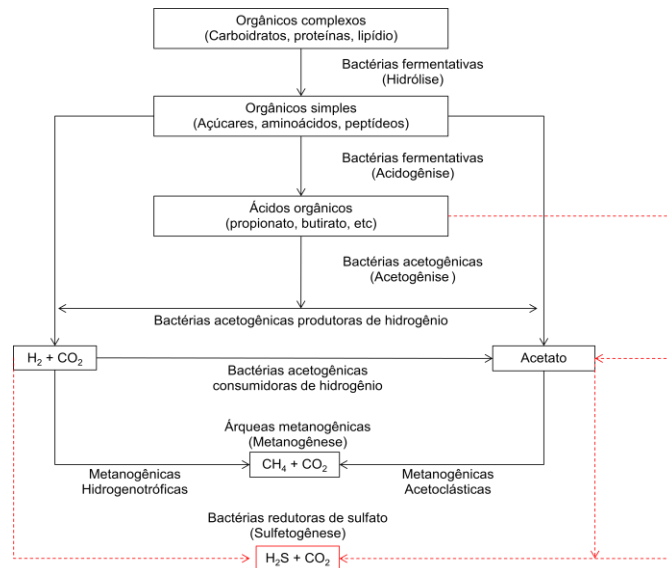 Orgânicos complexos
(Carboidratos, proteínas, lipídio)
Bactérias fermentativas
(Hidrólise)
Orgânicos simples
(Açúcares, aminoácidos, peptídeos)
Bactérias fermentativas
(Acidogênise)
Ácidos orgânicos
(propionato, butirato, etc)
Bactérias acetogênicas
(Acetogênise)
Bactérias acetogênicas produtoras de hidrogênio
H₂ + CO₂
Bactérias acetogênicas
consumidoras de hidrogênio
Acetato
Árqueas metanogênicas
(Metanogênese)
CH₄ + CO₂
Metanogênicas
Hidrogenotróficas
Metanogênicas
Acetoclásticas
Bactérias redutoras de sulfato
(Sulfetogênese)
H₂S + CO₂